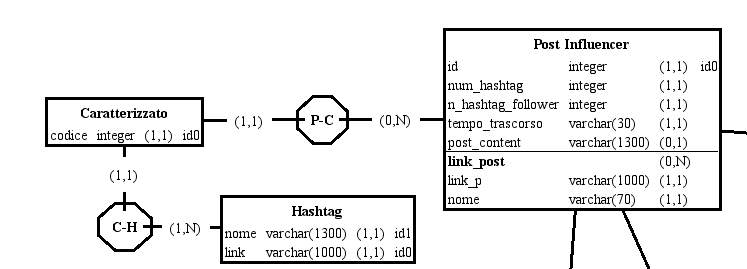 Post Influencer
id integer (1,1) id0
num_hashtag integer (1,1)
n_hashtag_follower integer (1,1)
tempo_trascorso varchar(30) (1,1)
post_content varchar(1300) (0,1)
link_post (0,N)
link_p varchar(1000) (1,1)
nome varchar(70) (1,1)
Caratterizzato
codice integer (1,1) id0
(1,1)
P-C
(0,N)
(1,1)
C-H
(1,N)
Hashtag
nome varchar(1300) (1,1) id1
link varchar(1000) (1,1) id0